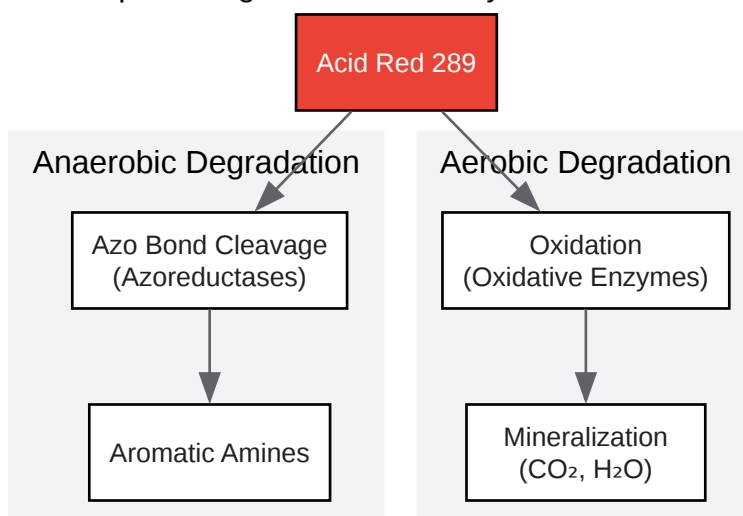 Acid Red 289
Anaerobic Degradation
Aerobic Degradation
Azo Bond Cleavage
(Azoreductases)
Oxidation
(Oxidative Enzymes)
Aromatic Amines
Mineralization
(CO₂, H₂O)